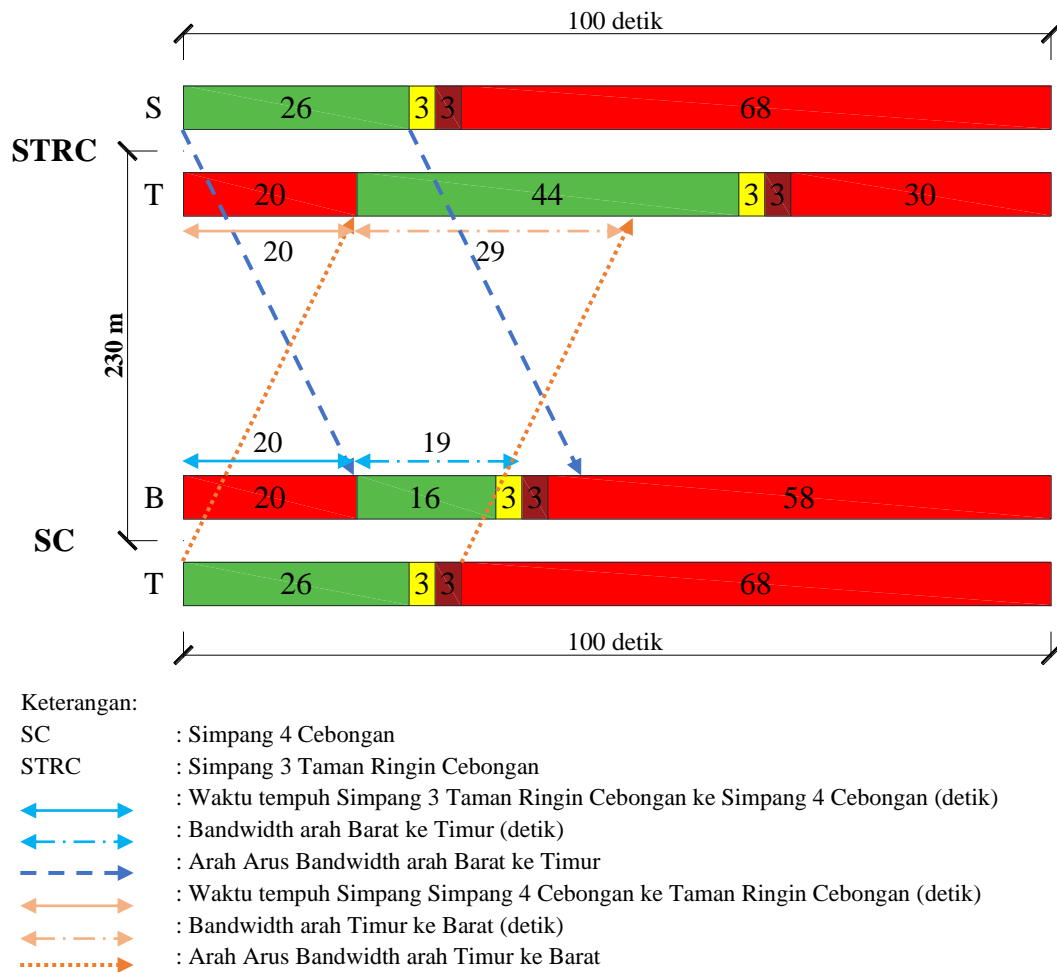 100 detik
S 26 3 3 68
STRC
T 20 44 3 3 30
20 29
230 m
20 19
B 20 16 3 3 58
SC
T 26 3 3 68
100 detik
Keterangan:
SC : Simpang 4 Cebongan
STRC : Simpang 3 Taman Ringin Cebongan
: Waktu tempuh Simpang 3 Taman Ringin Cebongan ke Simpang 4 Cebongan (detik)
: Bandwidth arah Barat ke Timur (detik)
: Arah Arus Bandwidth arah Barat ke Timur
: Waktu tempuh Simpang Simpang 4 Cebongan ke Taman Ringin Cebongan (detik)
: Bandwidth arah Timur ke Barat (detik)
: Arah Arus Bandwidth arah Timur ke Barat